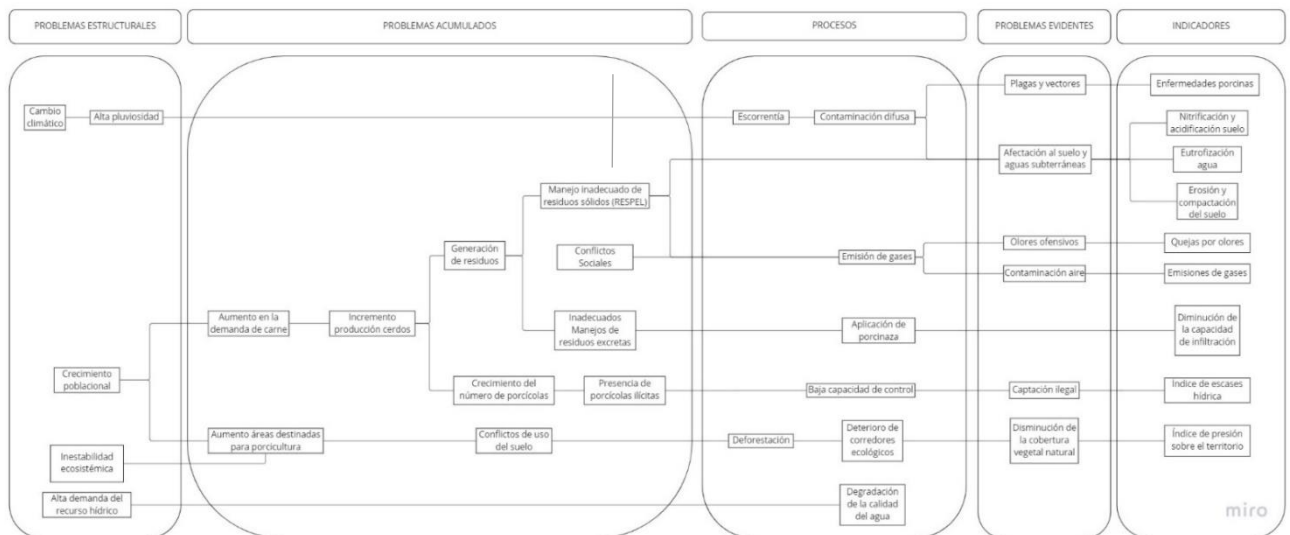 PROBLEMAS ESTRUCTURALES
PROBLEMAS ACUMULADOS
PROCESOS
PROBLEMAS EVIDENTES
INDICADORES
Cambio
climático
Alta pluviosidad
Escorrentía
Contaminación difusa
Plagas y vectores
Enfermedades porcinas
Nitrificación y
acidificación suelo
Afectación al suelo y
aguas subterráneas
Eutrofización
agua
Erosión y
compactación
del suelo
Manejo inadecuado de
residuos sólidos (RESPEL)
Generación
de residuos
Conflictos
Sociales
Emisión de gases
Olores ofensivos
Quejas por olores
Contaminación aire
Emisiones de gases
Aumento en la
demanda de carne
Incremento
producción cerdos
Inadecuados
Manejos de
residuos excretas
Aplicación de
porcinaza
Diminución de
la capacidad
de infiltración
Crecimiento
poblacional
Crecimiento del
número de porcícolas
Presencia de
porcícolas ilícitas
Baja capacidad de control
Captación ilegal
Indice de escases
hídrica
Aumento áreas destinadas
para porcicultura
Conflictos de uso
del suelo
Deforestación
Deterioro de
corredores
ecológicos
Disminución de
la cobertura
vegetal natural
Índice de presión
sobre el territorio
Inestabilidad
ecosistémica
Alta demanda del
recurso hídrico
Degradación
de la calidad
del agua
miro